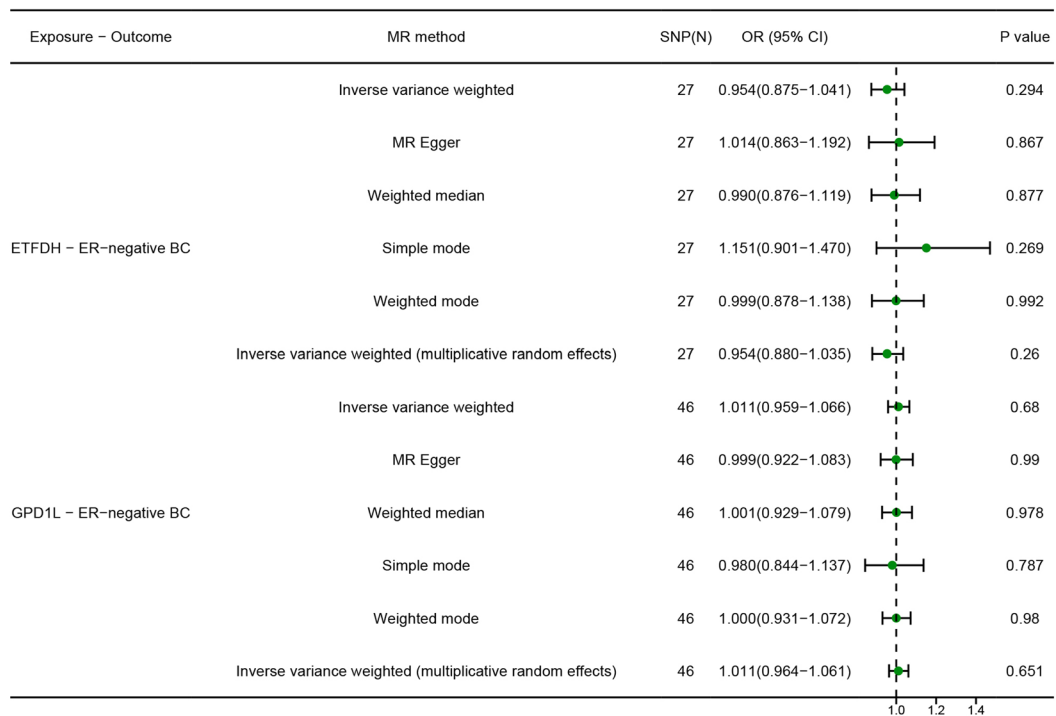 Exposure − Outcome MR method SNP(N) OR (95% CI) P value
Inverse variance weighted 27 0.954(0.875−1.041) 0.294
MR Egger 27 1.014(0.863−1.192) 0.867
Weighted median 27 0.990(0.876−1.119) 0.877
ETFDH − ER−negative BC Simple mode 27 1.151(0.901−1.470) 0.269
Weighted mode 27 0.999(0.878−1.138) 0.992
Inverse variance weighted (multiplicative random effects) 27 0.954(0.880−1.035) 0.26
Inverse variance weighted 46 1.011(0.959−1.066) 0.68
MR Egger 46 0.999(0.922−1.083) 0.99
GPD1L − ER−negative BC Weighted median 46 1.001(0.929−1.079) 0.978
Simple mode 46 0.980(0.844−1.137) 0.787
Weighted mode 46 1.000(0.931−1.072) 0.98
Inverse variance weighted (multiplicative random effects) 46 1.011(0.964−1.061) 0.651
1.0 1.2 1.4